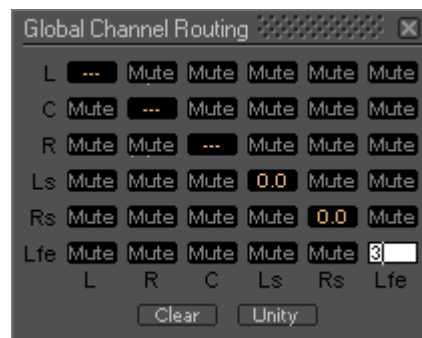 Global Channel Routing
L --- Mute Mute Mute Mute Mute
C Mute --- Mute Mute Mute Mute
R Mute Mute --- Mute Mute Mute
Ls Mute Mute Mute 0.0 Mute Mute
Rs Mute Mute Mute Mute 0.0 Mute
Lfe Mute Mute Mute Mute Mute 3
L R C Ls Rs Lfe
Clear Unity